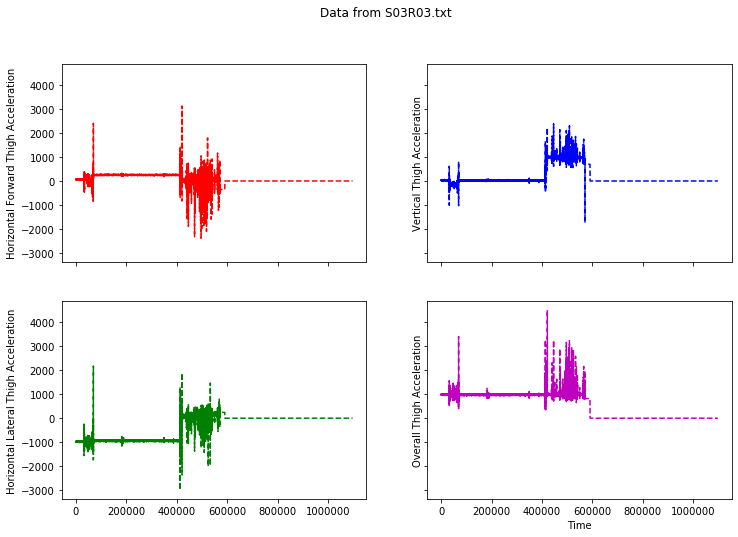 Data from S03R03.txt
Horizontal Forward Thigh Acceleration
4000
3000
2000
1000
0
−1000
−2000
−3000
Vertical Thigh Acceleration
Horizontal Lateral Thigh Acceleration
4000
3000
2000
1000
0
−1000
−2000
−3000
0 200000 400000 600000 800000 1000000
Overall Thigh Acceleration
0 200000 400000 600000 800000 1000000
Time